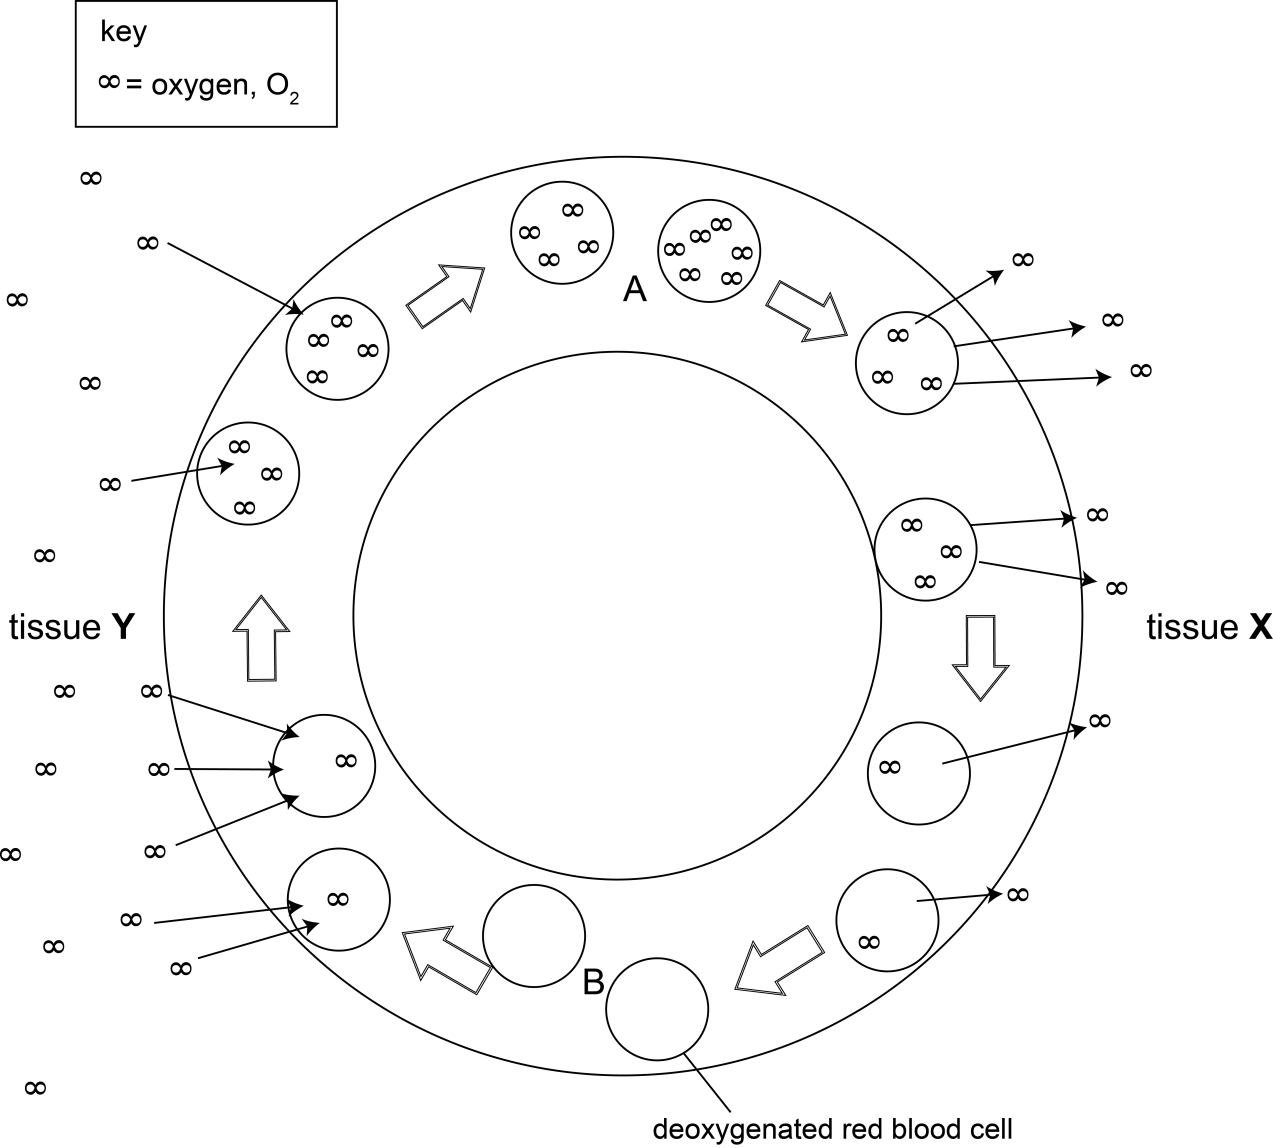 key
∞ = oxygen, O₂
A
tissue Y
tissue X
B
deoxygenated red blood cell